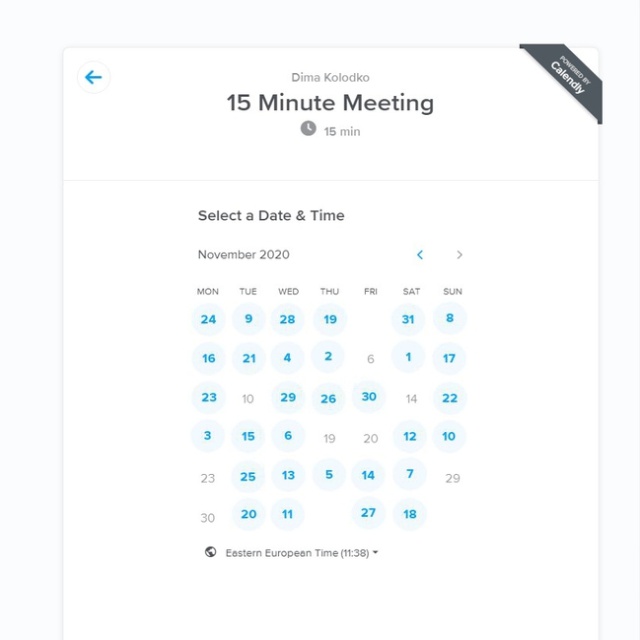 POWERED BY
Calendly
Dima Kolodko
15 Minute Meeting
15 min
Select a Date & Time
November 2020
MON TUE WED THU FRI SAT SUN
24 9 28 19 31 8
16 21 4 2 6 1 17
23 10 29 26 30 14 22
3 15 6 19 20 12 10
23 25 13 5 14 7 29
30 20 11 27 18
Eastern European Time (11:38)